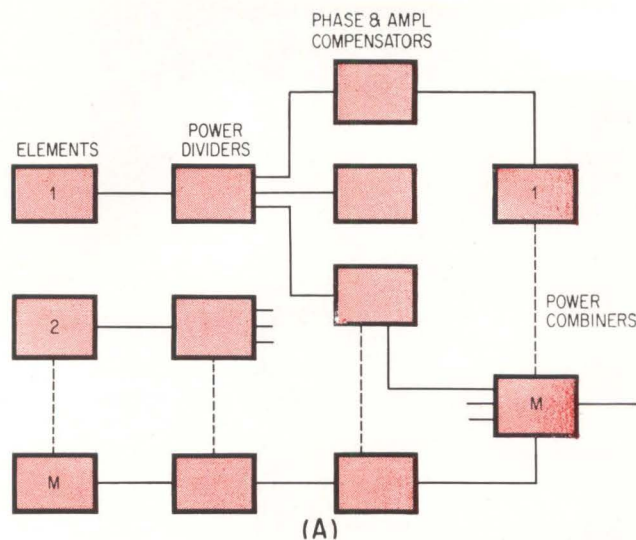 PHASE & AMPL
COMPENSATORS
POWER
DIVIDERS
ELEMENTS
1
1
2
POWER
COMBINERS
M
M
(A)